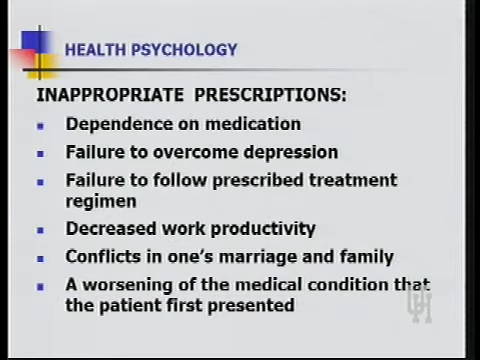 HEALTH PSYCHOLOGY
INAPPROPRIATE PRESCRIPTIONS:
Dependence on medication
Failure to overcome depression
Failure to follow prescribed treatment
regimen
Decreased work productivity
Conflicts in one's marriage and family
A worsening of the medical condition that
the patient first presented
UH